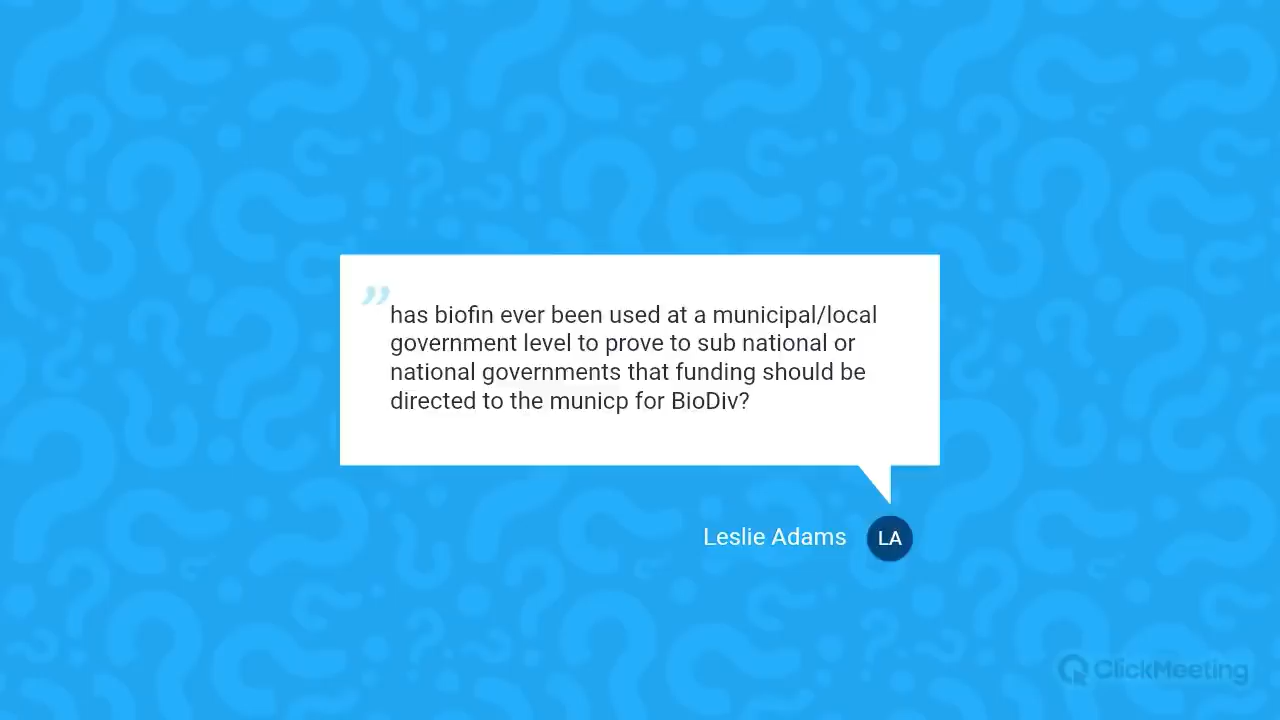 ” has biofin ever been used at a municipal/local
government level to prove to sub national or
national governments that funding should be
directed to the municp for BioDiv?
Leslie Adams LA
ClickMeeting